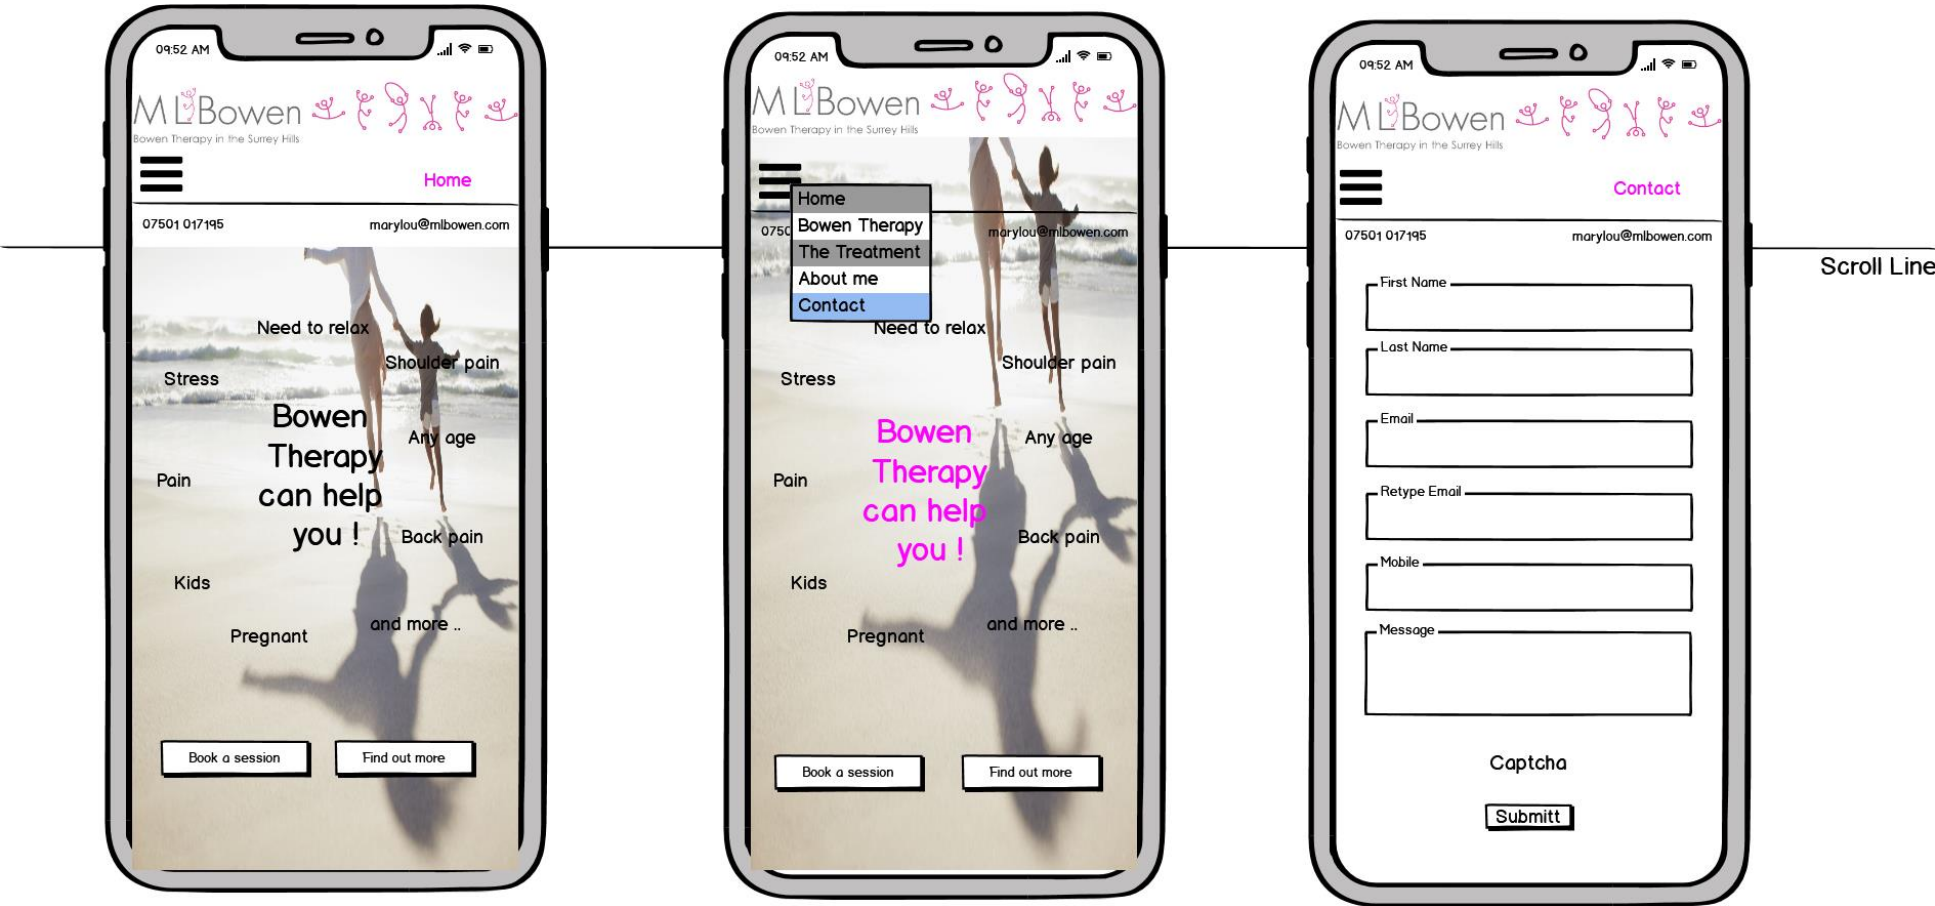 09:52 AM
ML Bowen
Bowen Therapy in the Surrey Hills
Home
07501 017195
marylou@mlbowen.com
Need to relax
Shoulder pain
Stress
Bowen
Therapy
can help
you !
Any age
Pain
Back pain
Kids
and more ..
Pregnant
Book a session
Find out more
09:52 AM
ML Bowen
Bowen Therapy in the Surrey Hills
Home
Bowen Therapy
The Treatment
About me
Contact
0750
marylou@mlbowen.com
Need to relax
Shoulder pain
Stress
Bowen
Therapy
can help
you !
Any age
Pain
Back pain
Kids
and more ..
Pregnant
Book a session
Find out more
09:52 AM
ML Bowen
Bowen Therapy in the Surrey Hills
Contact
07501 017195
marylou@mlbowen.com
First Name
Last Name
Email
Retype Email
Mobile
Message
Captcha
Submitt
Scroll Line